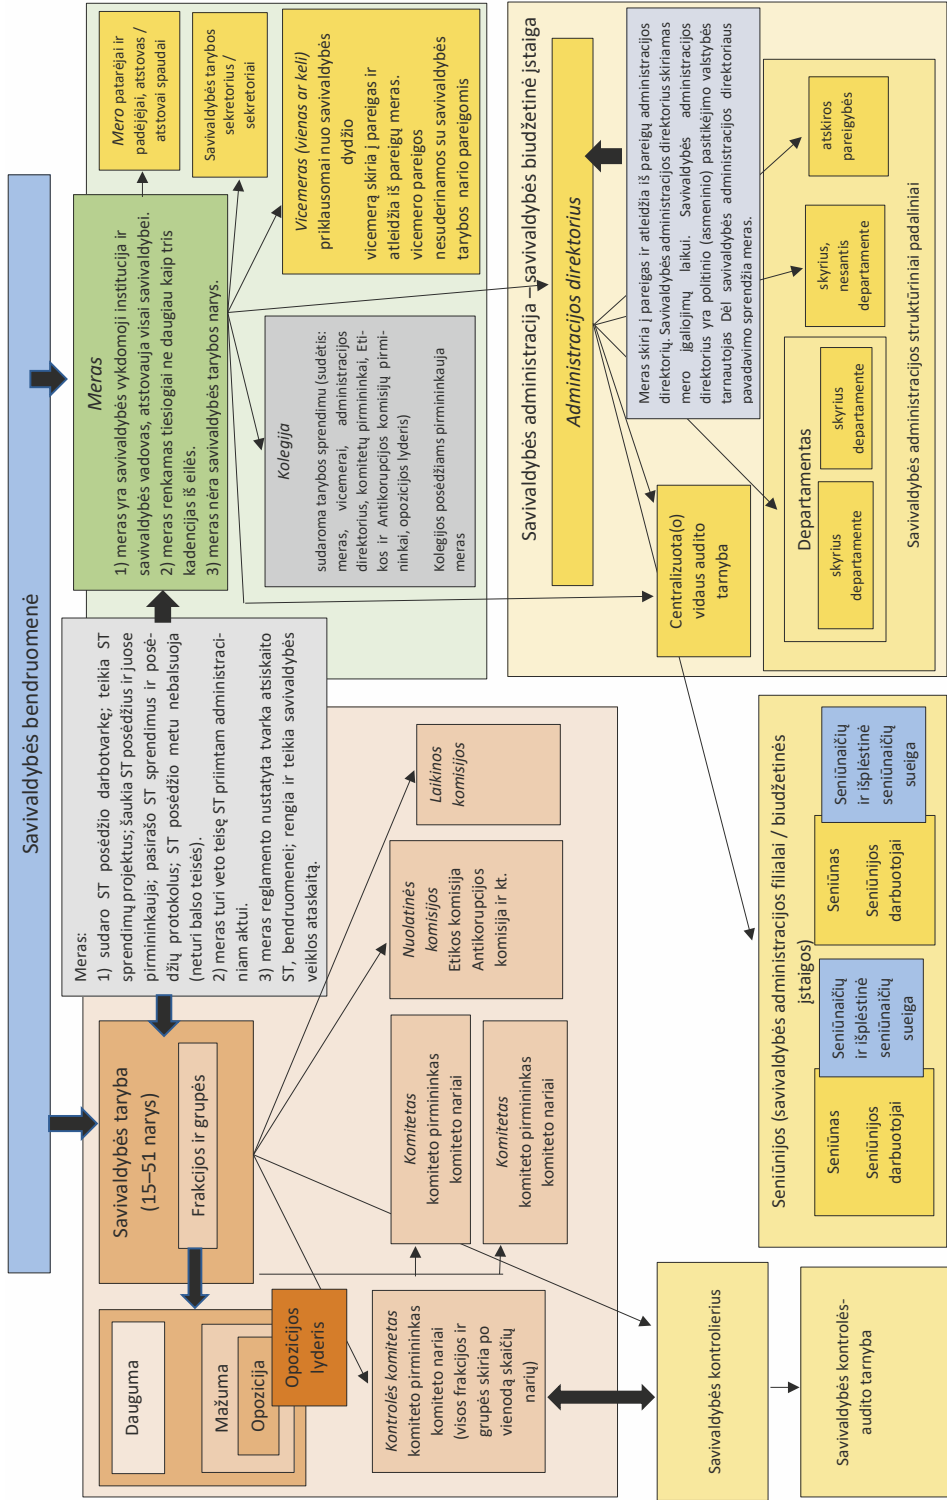 Savivaldybės bendruomenė
Meras:
1) sudaro ST posėdžio darbotvarkę; teikia ST
sprendimų projektus; šaukia ST posėdžius ir juose
pirmininkauja; pasirašo ST sprendimus ir posė-
džių protokolus; ST posėdžio metu nebalsuoja
(neturi balso teisės).
2) meras turi veto teisę ST priimtam administraci-
niam aktui.
3) meras reglamento nustatyta tvarka atsiskaito
ST, bendruomenei; rengia ir teikia savivaldybės
veiklos ataskaitą.
Meras
1) meras yra savivaldybės vykdomoji institucija ir
savivaldybės vadovas, atstovauja visai savivaldybei.
2) meras renkamas tiesiogiai ne daugiau kaip tris
kadencijas iš eilės.
3) meras nėra savivaldybės tarybos narys.
Mero patarėjai ir
padėjėjai, atstovas /
atstovai spaudai
Savivaldybės tarybos
sekretorius /
sekretoriai
Vicemeras (vienas ar keli)
priklausomai nuo savivaldybės
dydžio
vicemerą skiria į pareigas ir
atleidžia iš pareigų meras.
vicemero pareigos
nesuderinamos su savivaldybės
tarybos nario pareigomis
Kolegija
sudaroma tarybos sprendimu (sudėtis:
meras, vicemerai, administracijos
direktorius, komitetų pirmininkai, Eti-
kos ir Antikorupcijos komisijų pirmi-
ninkai, opozicijos lyderis)
Kolegijos posėdžiams pirmininkauja
meras
Savivaldybės taryba
(15–51 narys)
Frakcijos ir grupės
Dauguma
Mažuma
Opozicija
Opozicijos
lyderis
Kontrolės komitetas
komiteto pirmininkas
komiteto nariai
(visos frakcijos ir
grupės skiria po
vienodą skaičių
narių)
Komitetas
komiteto pirmininkas
komiteto nariai
Komitetas
komiteto pirmininkas
komiteto nariai
Nuolatinės
komisijos
Etikos komisija
Antikorupcijos
komisija ir kt.
Laikinos
komisijos
Savivaldybės kontrolierius
Savivaldybės kontrolės-
audito tarnyba
Savivaldybės administracija – savivaldybės biudžetinė įstaiga
Administracijos direktorius
Meras skiria į pareigas ir atleidžia iš pareigų administracijos
direktorių. Savivaldybės administracijos direktorius skiriamas
mero įgaliojimų laikui. Savivaldybės administracijos
direktorius yra politinio (asmeninio) pasitikėjimo valstybės
tarnautojas Dėl savivaldybės administracijos direktoriaus
pavadavimo sprendžia meras.
Centralizuota(o)
vidaus audito
tarnyba
Departamentas
skyrius
departamente
skyrius
departamente
skyrius,
nesantis
departamente
atskiros
pareigybės
Savivaldybės administracijos struktūriniai padaliniai
Seniūnijos (savivaldybės administracijos filialai / biudžetinės
įstaigos)
Seniūnas
Seniūnijos
darbuotojai
Seniūnaičių
ir išplėstinė
seniūnaičių
sueiga
Seniūnas
Seniūnijos
darbuotojai
Seniūnaičių
ir išplėstinė
seniūnaičių
sueiga